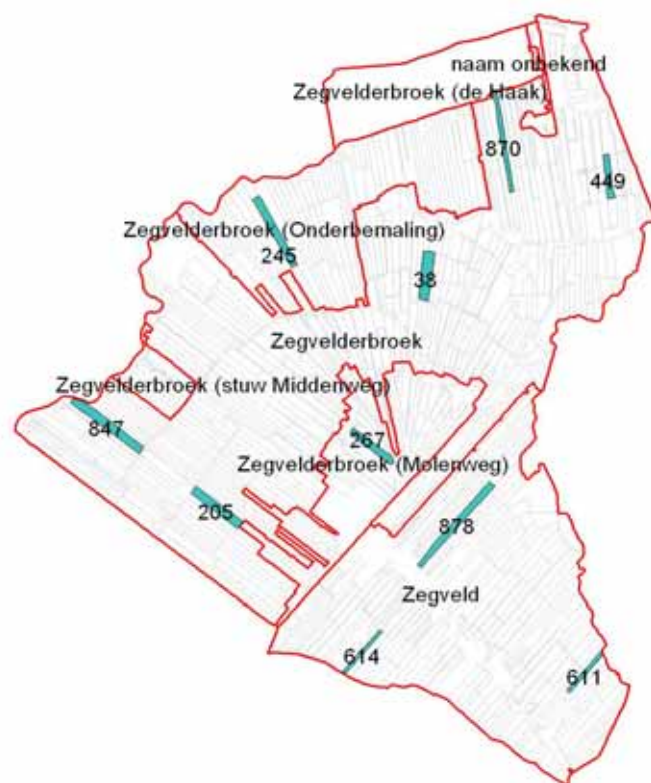 naam onbekend
Zegvelderbroek (de Haak)
870
449
Zegvelderbroek (Onderbemaling)
245
38
Zegvelderbroek
Zegvelderbroek (stuw Middenweg)
847
267
Zegvelderbroek (Molenweg)
205
878
Zegveld
614
611